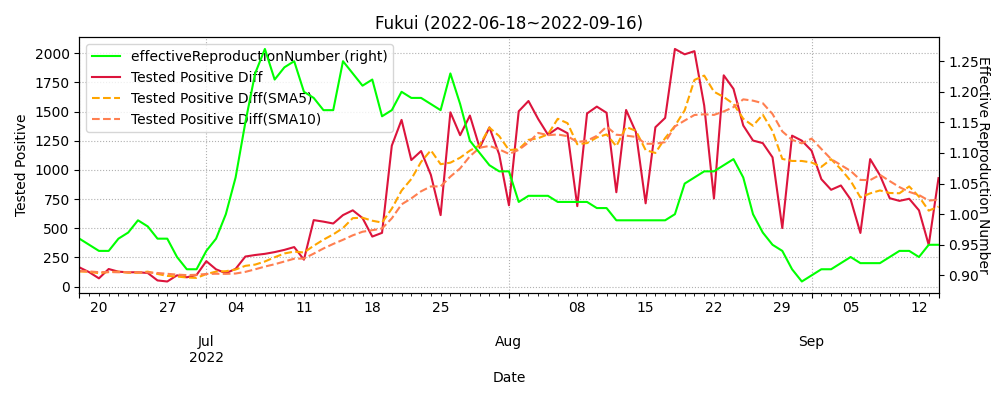 Fukui (2022-06-18~2022-09-16)
effectiveReproductionNumber (right)
Tested Positive Diff
Tested Positive Diff(SMA5)
Tested Positive Diff(SMA10)
Tested Positive
2000
1750
1500
1250
1000
750
500
250
0
Effective Reproduction Number
1.25
1.20
1.15
1.10
1.05
1.00
0.95
0.90
20 27 04 11 18 25 08 15 22 29 05 12
Jul Aug Sep
2022
Date